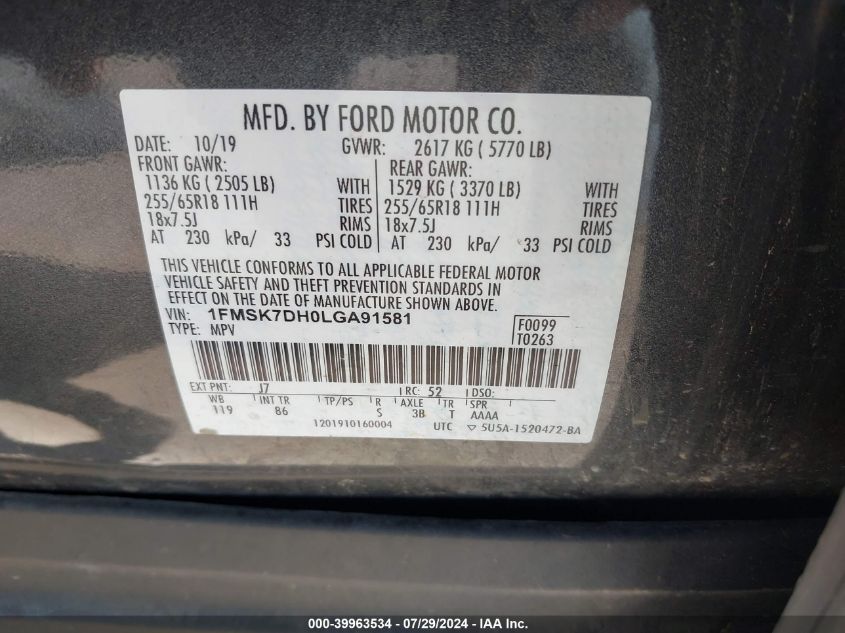 MFD. BY FORD MOTOR CO.
DATE: 10/19 GVWR: 2617 KG ( 5770 LB)
FRONT GAWR: REAR GAWR:
1136 KG ( 2505 LB) WITH 1529 KG ( 3370 LB) WITH
255/65R18 111H TIRES 255/65R18 111H TIRES
18x7.5J RIMS 18x7.5J RIMS
AT 230 kPa/ 33 PSI COLD AT 230 kPa/ 33 PSI COLD
THIS VEHICLE CONFORMS TO ALL APPLICABLE FEDERAL MOTOR
VEHICLE SAFETY AND THEFT PREVENTION STANDARDS IN
EFFECT ON THE DATE OF MANUFACTURE SHOWN ABOVE.
VIN: 1FMSK7DH0LGA91581
TYPE: MPV
F0099
T0263
EXT PNT: J7 RC: 52 DSO:
WB INT TR TP/PS R AXLE TR SPR
119 86 S 3B T AAAA
1201910160004 UTC ▽ 5U5A-1520472-BA
000-39963534 / 07/29/2024 - IAA Inc.